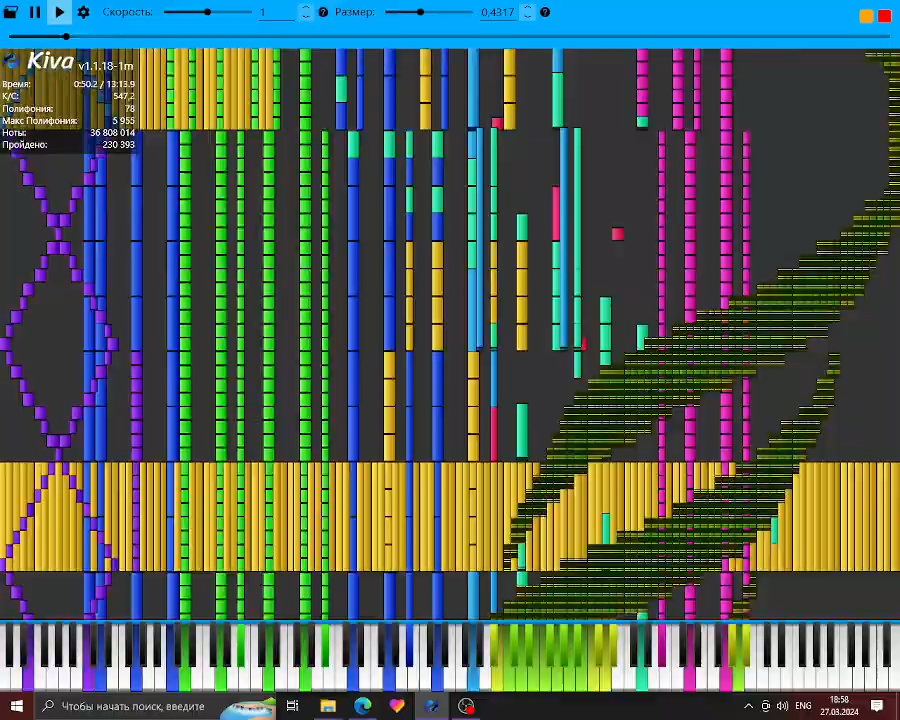 Скорость: 1 ? Размер: 0,4317 ?
Kiva v1.1.18-1m
Время: 0:50.2 / 13:13.9
К/С: 547,2
Полифония: 78
Макс Полифония: 5 955
Ноты: 36 808 014
Пройдено: 230 393
Чтобы начать поиск, введите
ENG
18:58
27.03.2024